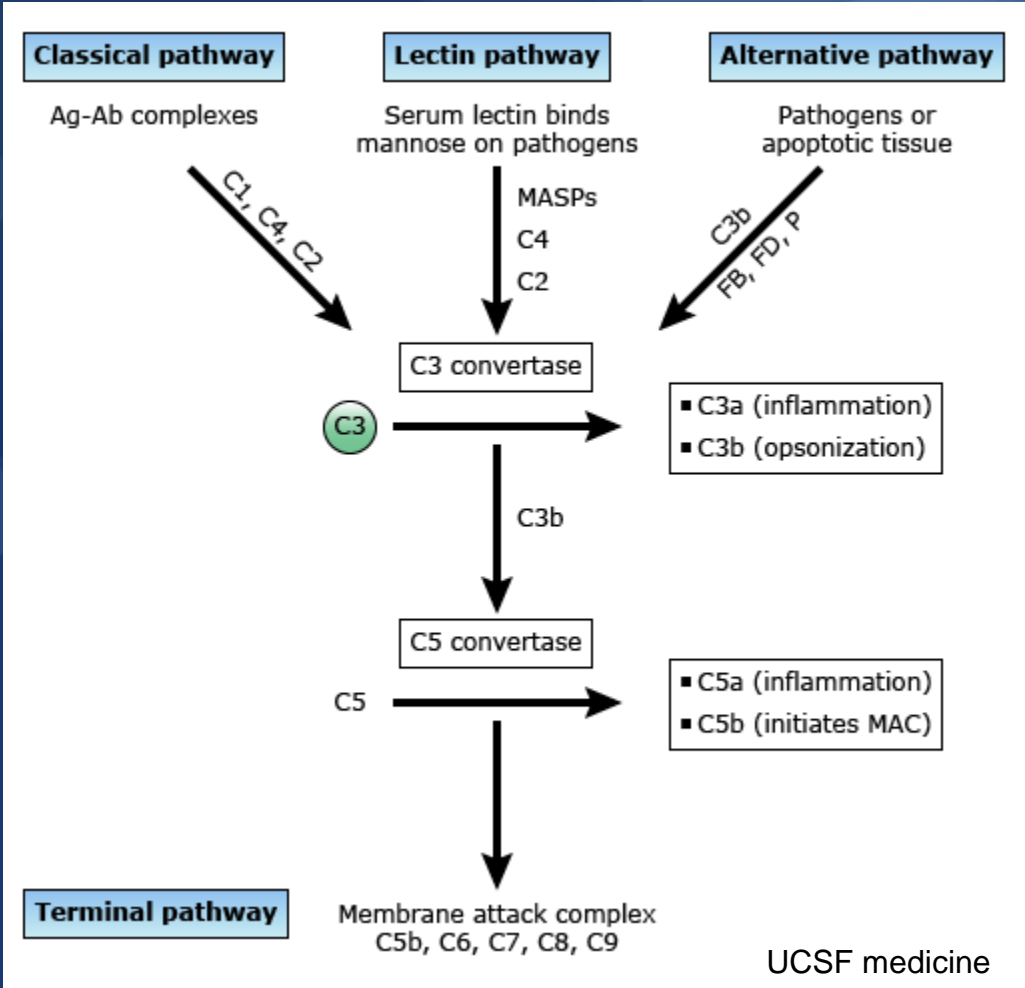 Classical pathway
Lectin pathway
Alternative pathway
Ag-Ab complexes
Serum lectin binds
mannose on pathogens
Pathogens or
apoptotic tissue
C1, C4, C2
MASPs
C4
C2
C3b
FB, FD, P
C3 convertase
C3
▪ C3a (inflammation)
▪ C3b (opsonization)
C3b
C5 convertase
C5
▪ C5a (inflammation)
▪ C5b (initiates MAC)
Terminal pathway
Membrane attack complex
C5b, C6, C7, C8, C9
UCSF medicine